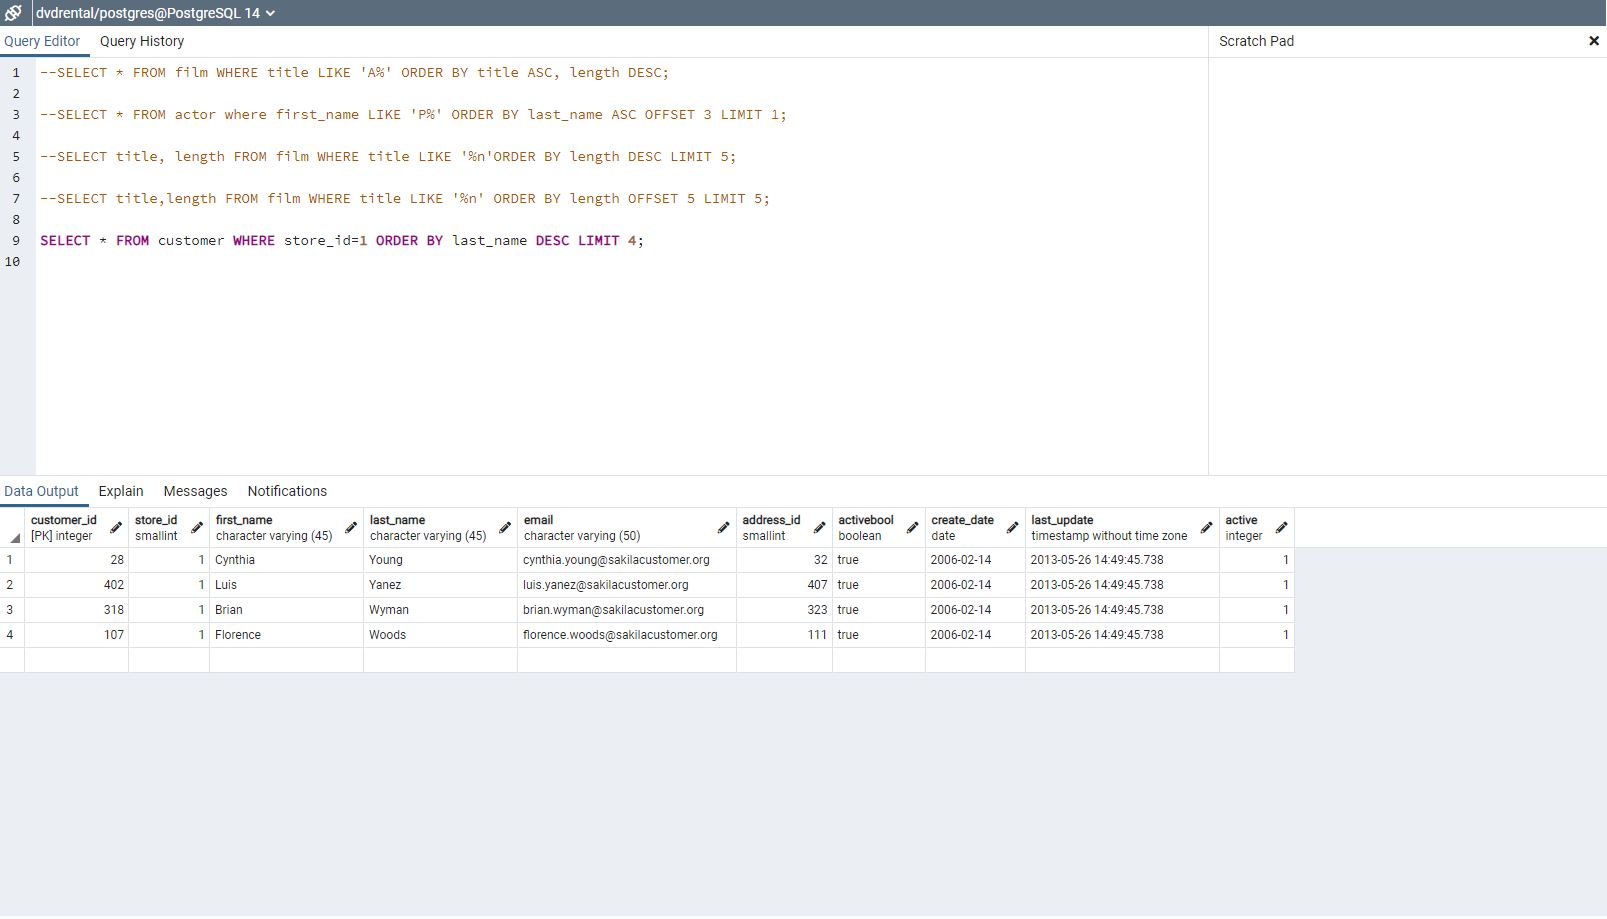 dvdrental/postgres@PostgreSQL 14
Query Editor Query History Scratch Pad
1 --SELECT * FROM film WHERE title LIKE 'A%' ORDER BY title ASC, length DESC;
2
3 --SELECT * FROM actor where first_name LIKE 'P%' ORDER BY last_name ASC OFFSET 3 LIMIT 1;
4
5 --SELECT title, length FROM film WHERE title LIKE '%n'ORDER BY length DESC LIMIT 5;
6
7 --SELECT title,length FROM film WHERE title LIKE '%n' ORDER BY length OFFSET 5 LIMIT 5;
8
9 SELECT * FROM customer WHERE store_id=1 ORDER BY last_name DESC LIMIT 4;
10
Data Output Explain Messages Notifications
customer_id store_id first_name last_name email address_id activebool create_date last_update active
[PK] integer smallint character varying (45) character varying (45) character varying (50) smallint boolean date timestamp without time zone integer
1 28 1 Cynthia Young cynthia.young@sakilacustomer.org 32 true 2006-02-14 2013-05-26 14:49:45.738 1
2 402 1 Luis Yanez luis.yanez@sakilacustomer.org 407 true 2006-02-14 2013-05-26 14:49:45.738 1
3 318 1 Brian Wyman brian.wyman@sakilacustomer.org 323 true 2006-02-14 2013-05-26 14:49:45.738 1
4 107 1 Florence Woods florence.woods@sakilacustomer.org 111 true 2006-02-14 2013-05-26 14:49:45.738 1